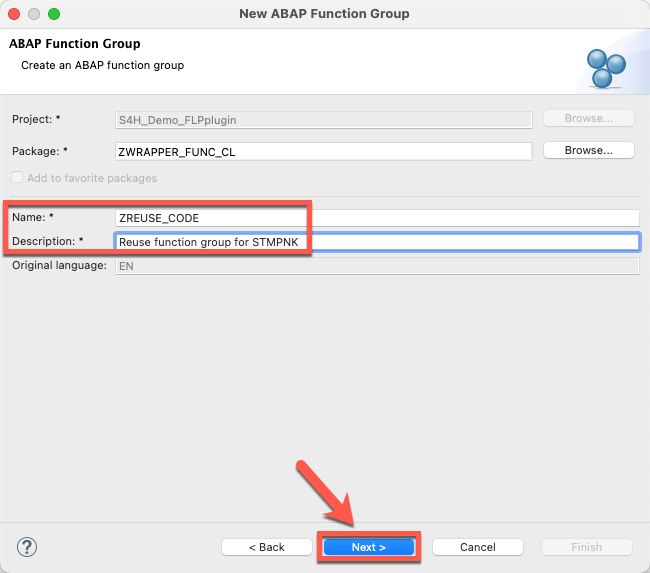 New ABAP Function Group
ABAP Function Group
Create an ABAP function group
Project: * S4H_Demo_FLPplugin Browse...
Package: * ZWRAPPER_FUNC_CL Browse...
Add to favorite packages
Name: * ZREUSE_CODE
Description: * Reuse function group for STMPNK
Original language: EN
? < Back Next > Cancel Finish